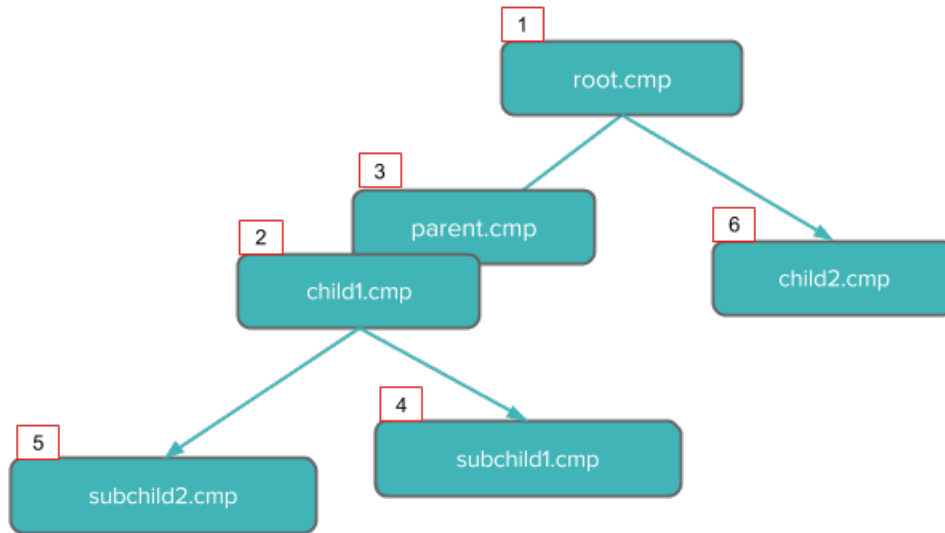 1
root.cmp
3
parent.cmp
2
child1.cmp
6
child2.cmp
4
subchild1.cmp
5
subchild2.cmp